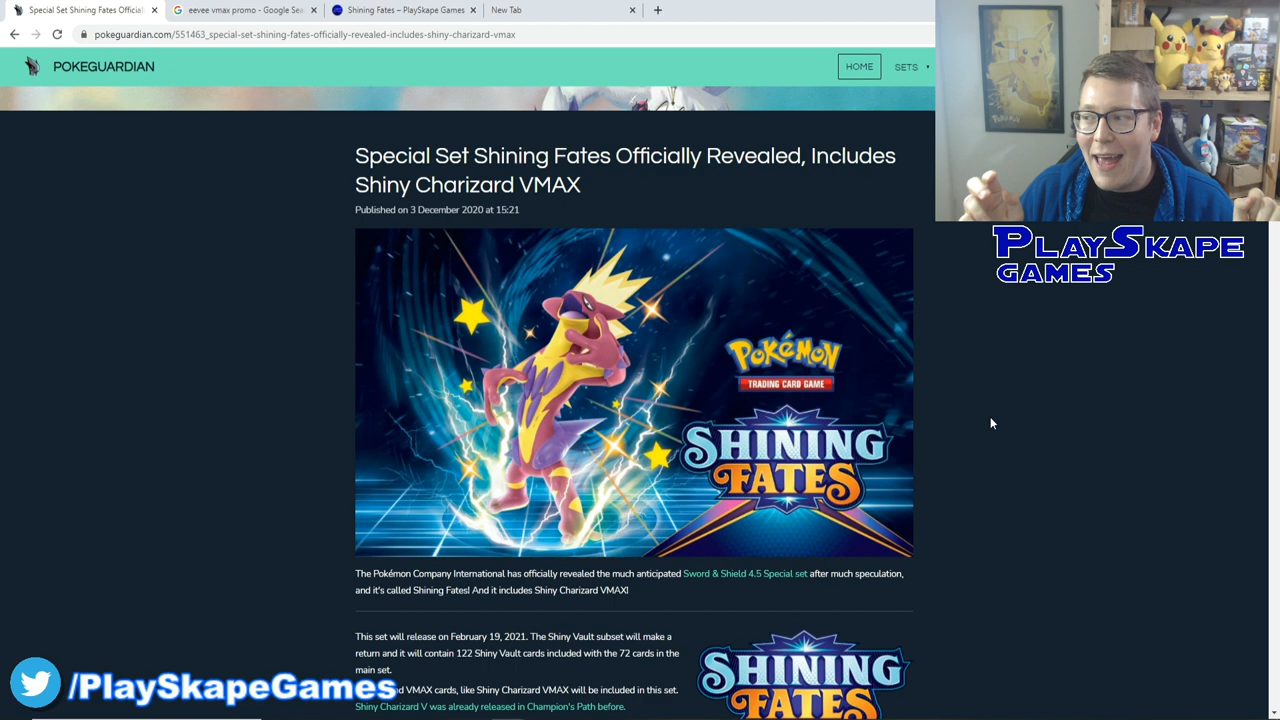 Special Set Shining Fates Officia
eevee vmax promo - Google Sea
Shining Fates – PlaySkape Games
New Tab
pokeguardian.com/551463_special-set-shining-fates-officially-revealed-includes-shiny-charizard-vmax
POKEGUARDIAN
HOME
SETS
Special Set Shining Fates Officially Revealed, Includes
Shiny Charizard VMAX
Published on 3 December 2020 at 15:21
PLAYSKAPE
GAMES
POKéMON
TRADING CARD GAME
SHINING
FATES
The Pokémon Company International has officially revealed the much anticipated Sword & Shield 4.5 Special set after much speculation,
and it's called Shining Fates! And it includes Shiny Charizard VMAX!
This set will release on February 19, 2021. The Shiny Vault subset will make a
return and it will contain 122 Shiny Vault cards included with the 72 cards in the
main set.
nd VMAX cards, like Shiny Charizard VMAX will be included in this set.
Shiny Charizard V was already released in Champion's Path before.
SHINING
FATES
/PlaySkapeGames